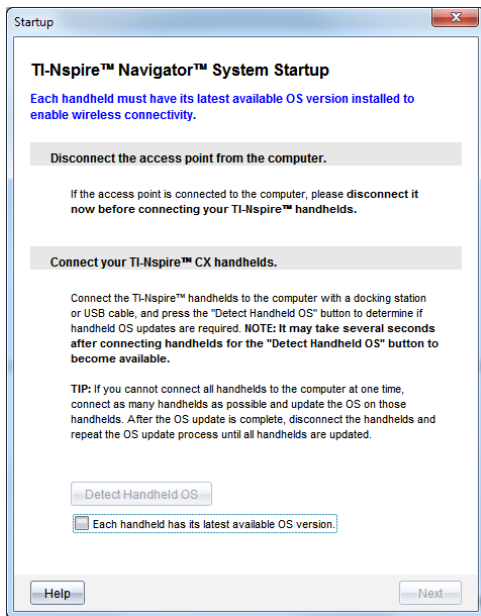 Startup
TI-Nspire™ Navigator™ System Startup
Each handheld must have its latest available OS version installed to
enable wireless connectivity.
Disconnect the access point from the computer.
If the access point is connected to the computer, please disconnect it
now before connecting your TI-Nspire™ handhelds.
Connect your TI-Nspire™ CX handhelds.
Connect the TI-Nspire™ handhelds to the computer with a docking station
or USB cable, and press the "Detect Handheld OS" button to determine if
handheld OS updates are required. NOTE: It may take several seconds
after connecting handhelds for the "Detect Handheld OS" button to
become available.
TIP: If you cannot connect all handhelds to the computer at one time,
connect as many handhelds as possible and update the OS on those
handhelds. After the OS update is complete, disconnect the handhelds and
repeat the OS update process until all handhelds are updated.
Detect Handheld OS
Each handheld has its latest available OS version.
Help
Next